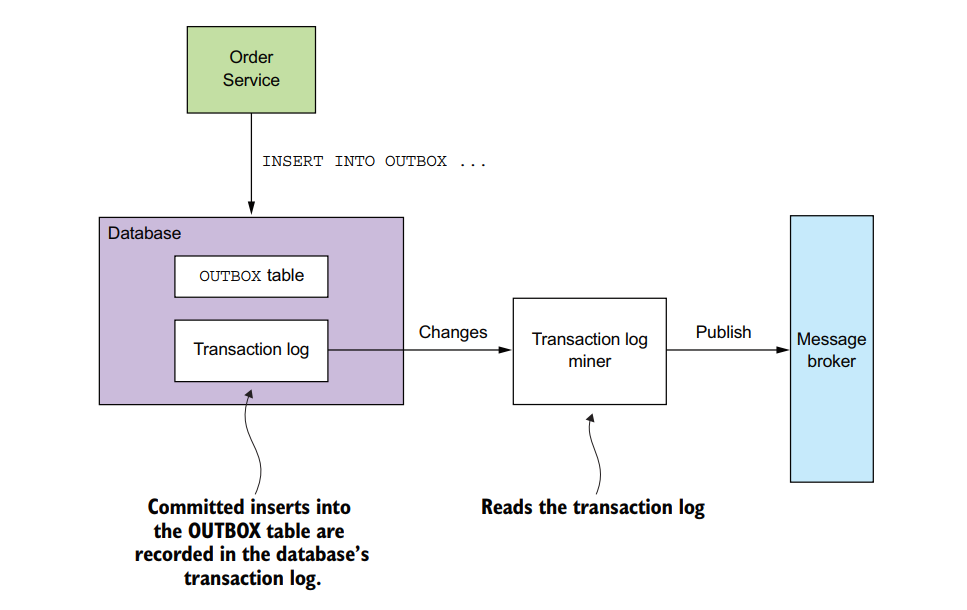 Order
Service
INSERT INTO OUTBOX ...
Database
OUTBOX table
Transaction log
Changes
Transaction log
miner
Publish
Message
broker
Committed inserts into
the OUTBOX table are
recorded in the database’s
transaction log.
Reads the transaction log